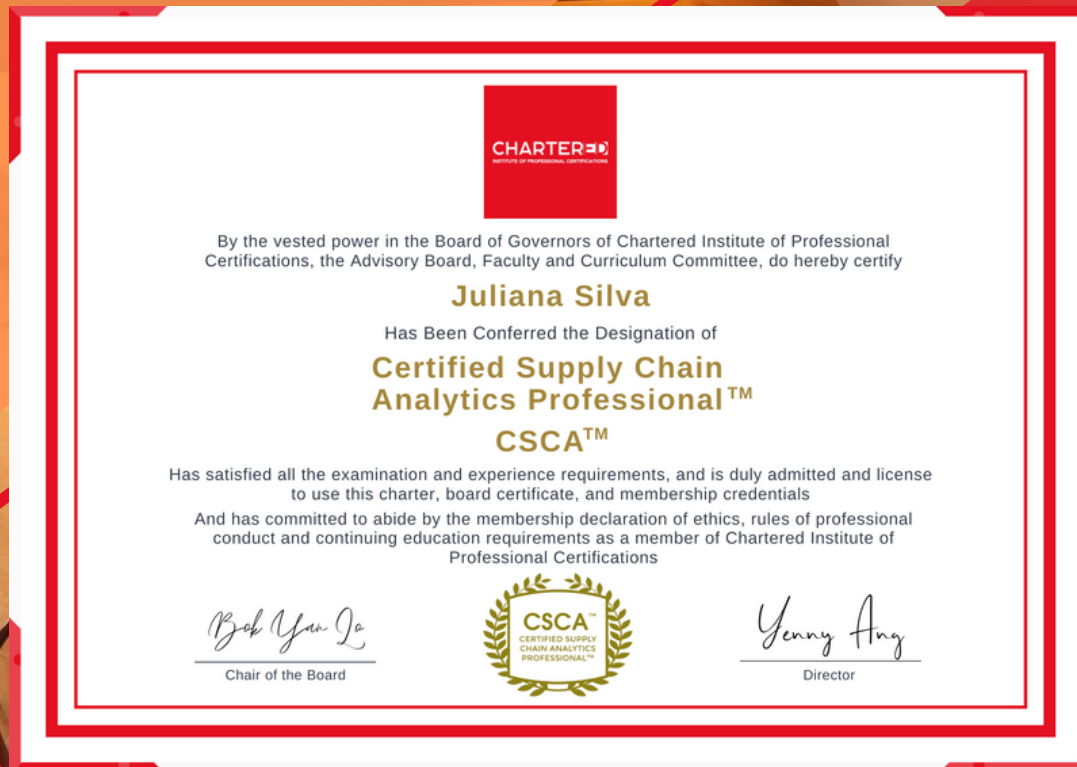 CHARTERED
INSTITUTE OF PROFESSIONAL CERTIFICATIONS
By the vested power in the Board of Governors of Chartered Institute of Professional
Certifications, the Advisory Board, Faculty and Curriculum Committee, do hereby certify
Juliana Silva
Has Been Conferred the Designation of
Certified Supply Chain
Analytics Professional™
CSCA™
Has satisfied all the examination and experience requirements, and is duly admitted and license
to use this charter, board certificate, and membership credentials
And has committed to abide by the membership declaration of ethics, rules of professional
conduct and continuing education requirements as a member of Chartered Institute of
Professional Certifications
Bok Yan Lo
Chair of the Board
CSCA™
CERTIFIED SUPPLY
CHAIN ANALYTICS
PROFESSIONAL™
Yenny Ang
Director